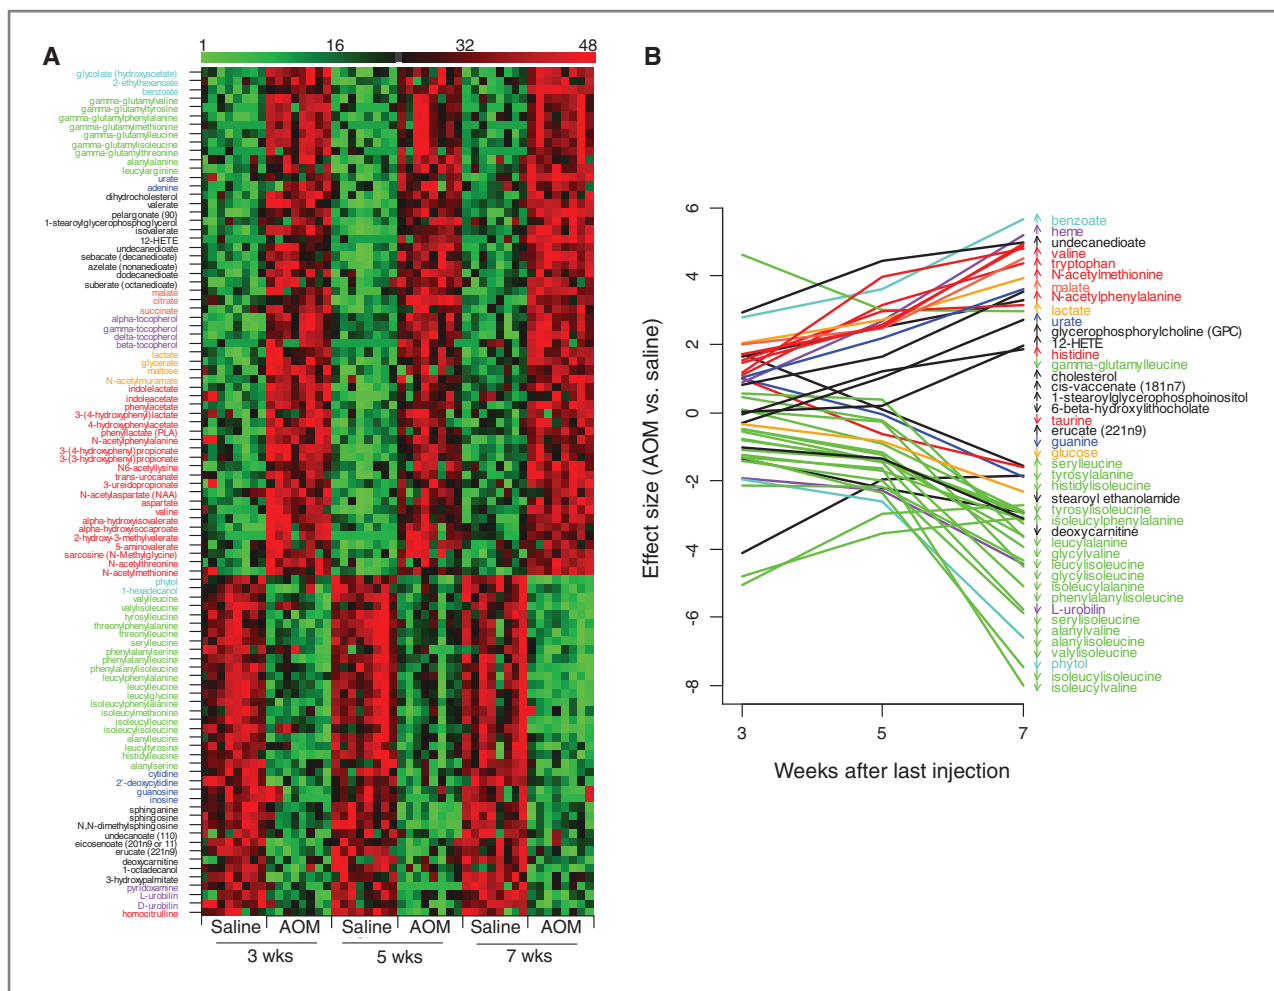 A
1 16 32 48
glycolate (hydroxyacetate)
2-ethylhexanoate
benzoate
gamma-glutamylvaline
gamma-glutamyltyrosine
gamma-glutamylphenylalanine
gamma-glutamylmethionine
gamma-glutamylleucine
gamma-glutamylisoleucine
gamma-glutamylthreonine
alanylalanine
leucylarginine
urate
adenine
dihydrocholesterol
valerate
pelargonate (90)
1-stearoylglycerophosphoglycerol
isovalerate
12-HETE
undecanedioate
sebacate (decanedioate)
azelate (nonanedioate)
dodecanedioate
suberate (octanedioate)
malate
citrate
succinate
alpha-tocopherol
gamma-tocopherol
delta-tocopherol
beta-tocopherol
lactate
glycerate
maltose
N-acetylmuramate
indolelactate
indoleacetate
phenylacetate
3-(4-hydroxyphenyl)lactate
4-hydroxyphenylacetate
phenyllactate (PLA)
N-acetylphenylalanine
3-(4-hydroxyphenyl)propionate
3-(3-hydroxyphenyl)propionate
N6-acetyllysine
trans-urocanate
3-ureidopropionate
N-acetylaspartate (NAA)
aspartate
valine
alpha-hydroxyisovalerate
alpha-hydroxyisocaproate
2-hydroxy-3-methylvalerate
5-aminovalerate
sarcosine (N-Methylglycine)
N-acetylthreonine
N-acetylmethionine
phytol
1-hexadecanol
valylleucine
valylisoleucine
tyrosylleucine
threonylphenylalanine
threonylleucine
serylleucine
phenylalanylserine
phenylalanylleucine
phenylalanylisoleucine
leucylphenylalanine
leucylleucine
leucylglycine
isoleucylphenylalanine
isoleucylmethionine
isoleucylleucine
isoleucylisoleucine
alanylleucine
leucyltyrosine
histidylleucine
alanylserine
cytidine
2'-deoxycytidine
guanosine
inosine
sphinganine
sphingosine
N,N-dimethylsphingosine
undecanoate (110)
eicosenoate (201n9 or 11)
erucate (221n9)
deoxycarnitine
1-octadecanol
3-hydroxypalmitate
pyridoxamine
L-urobilin
D-urobilin
homocitrulline
Saline AOM Saline AOM Saline AOM
3 wks 5 wks 7 wks
B
Effect size (AOM vs. saline)
6
4
2
0
-2
-4
-6
-8
3 5 7
Weeks after last injection
benzoate
heme
undecanedioate
valine
tryptophan
N-acetylmethionine
malate
N-acetylphenylalanine
lactate
urate
glycerophosphorylcholine (GPC)
12-HETE
histidine
gamma-glutamylleucine
cholesterol
cis-vaccenate (181n7)
1-stearoylglycerophosphoinositol
6-beta-hydroxylithocholate
taurine
erucate (221n9)
guanine
glucose
serylleucine
tyrosylalanine
histidylisoleucine
stearoyl ethanolamide
tyrosylisoleucine
isoleucylphenylalanine
deoxycarnitine
leucylalanine
glycylvaline
leucylisoleucine
glycylisoleucine
isoleucylalanine
phenylalanylisoleucine
L-urobilin
serylisoleucine
alanylvaline
alanylisoleucine
valylisoleucine
phytol
isoleucylisoleucine
isoleucylvaline